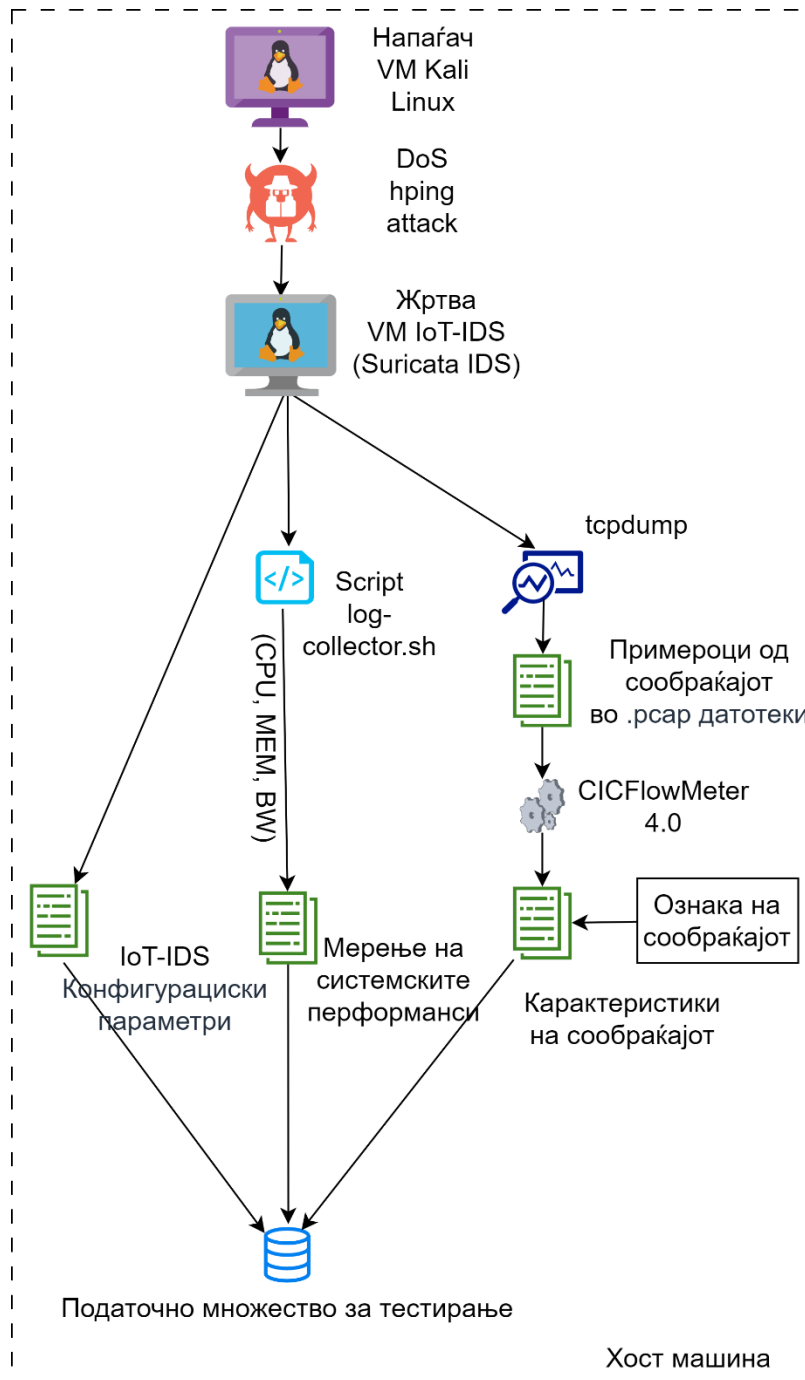 Напаѓач
VM Kali
Linux
DoS
hping
attack
Жртва
VM IoT-IDS
(Suricata IDS)
tcpdump
</>
Script
log-
collector.sh
(CPU, MEM, BW)
Примероци од
сообраќајот
во .pcap датотеки
CICFlowMeter
4.0
Ознака на
сообраќајот
IoT-IDS
Конфигурациски
параметри
Мерење на
системските
перформанси
Карактеристики
на сообраќајот
Податочно множество за тестирање
Хост машина